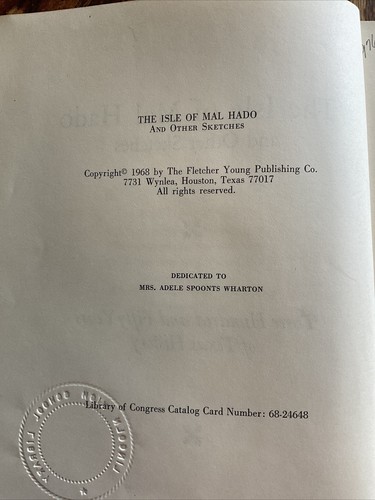 THE ISLE OF MAL HADO
AND OTHER SKETCHES
Copyright© 1968 by The Fletcher Young Publishing Co.
7731 Wynlea, Houston, Texas 77017
All rights reserved.
DEDICATED TO
MRS. ADELE SPOONTS WHARTON
Library of Congress Catalog Card Number: 68-24648